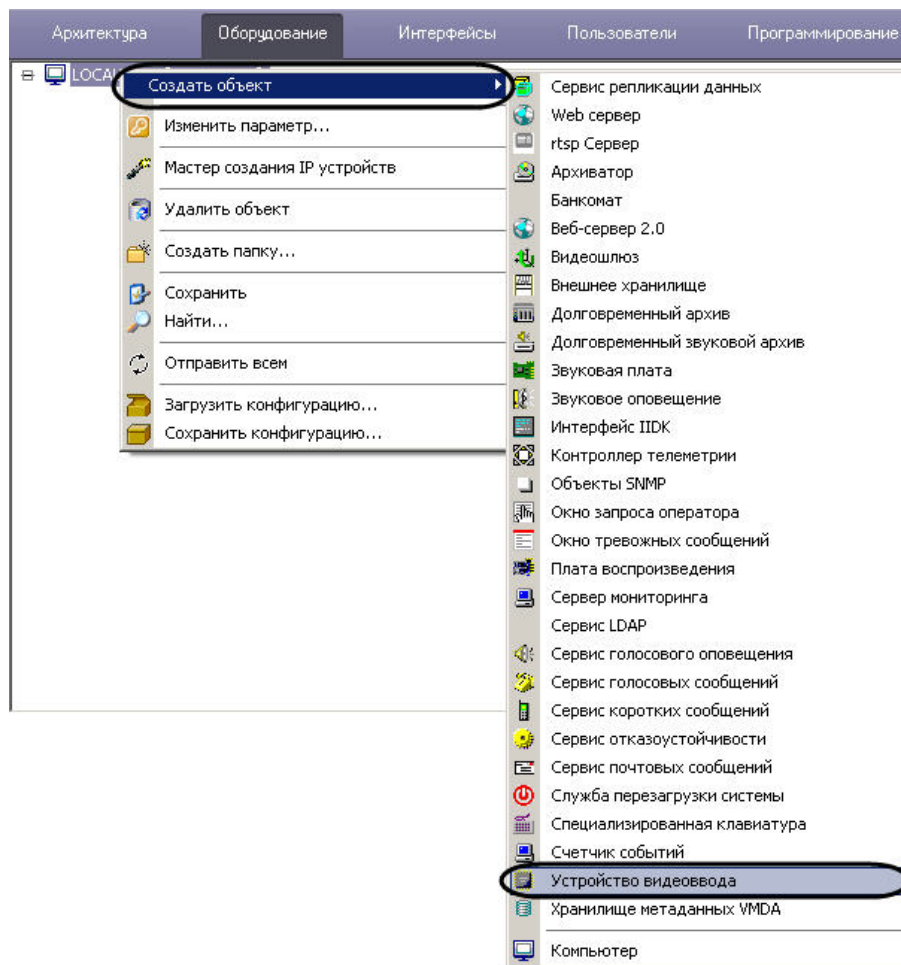 Архитектура Оборудование Интерфейсы Пользователи Программирование
LOCAL
Создать объект
Изменить параметр...
Мастер создания IP устройств
Удалить объект
Создать папку...
Сохранить
Найти...
Отправить всем
Загрузить конфигурацию...
Сохранить конфигурацию...
Сервис репликации данных
Web сервер
rtsp Сервер
Архиватор
Банкомат
Веб-сервер 2.0
Видеошлюз
Внешнее хранилище
Долговременный архив
Долговременный звуковой архив
Звуковая плата
Звуковое оповещение
Интерфейс IIDK
Контроллер телеметрии
Объекты SNMP
Окно запроса оператора
Окно тревожных сообщений
Плата воспроизведения
Сервер мониторинга
Сервис LDAP
Сервис голосового оповещения
Сервис голосовых сообщений
Сервис коротких сообщений
Сервис отказоустойчивости
Сервис почтовых сообщений
Служба перезагрузки системы
Специализированная клавиатура
Счетчик событий
Устройство видеоввода
Хранилище метаданных VMDA
Компьютер